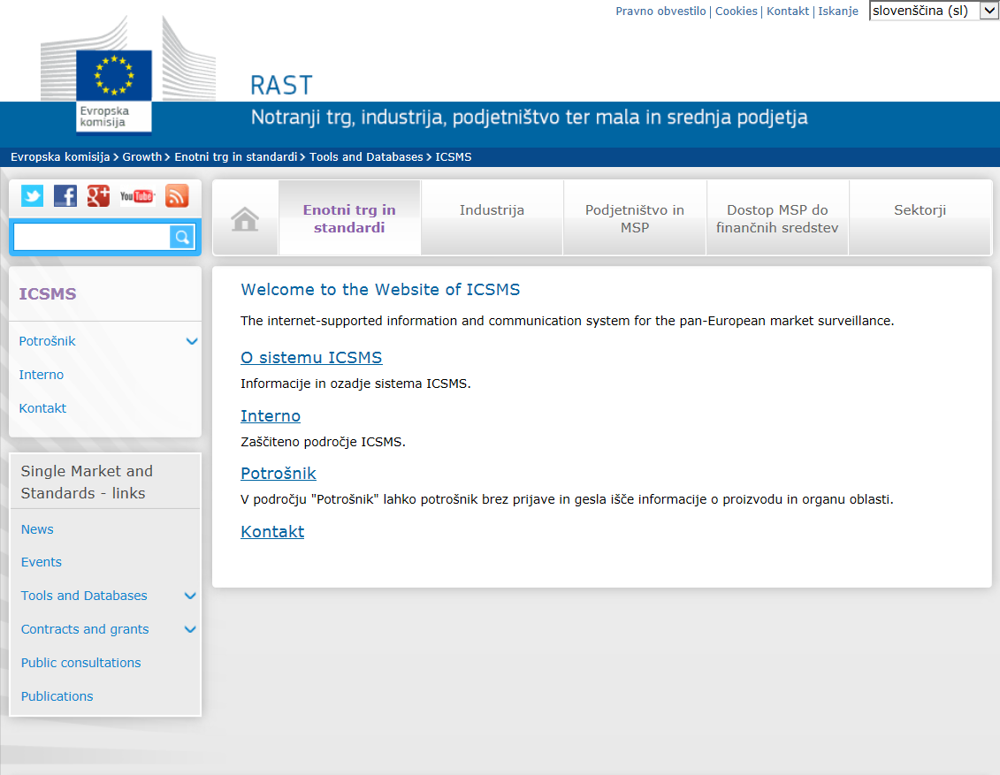 Pravno obvestilo | Cookies | Kontakt | Iskanje
slovenščina (sl)
Evropska
komisija
RAST
Notranji trg, industrija, podjetništvo ter mala in srednja podjetja
Evropska komisija > Growth > Enotni trg in standardi > Tools and Databases > ICSMS
You Tube
g+
Enotni trg in
standardi
Industrija
Podjetništvo in
MSP
Dostop MSP do
finančnih sredstev
Sektorji
ICSMS
Potrošnik
Interno
Kontakt
Single Market and
Standards - links
News
Events
Tools and Databases
Contracts and grants
Public consultations
Publications
Welcome to the Website of ICSMS
The internet-supported information and communication system for the pan-European market surveillance.
O sistemu ICSMS
Informacije in ozadje sistema ICSMS.
Interno
Zaščiteno področje ICSMS.
Potrošnik
V področju "Potrošnik" lahko potrošnik brez prijave in gesla išče informacije o proizvodu in organu oblasti.
Kontakt